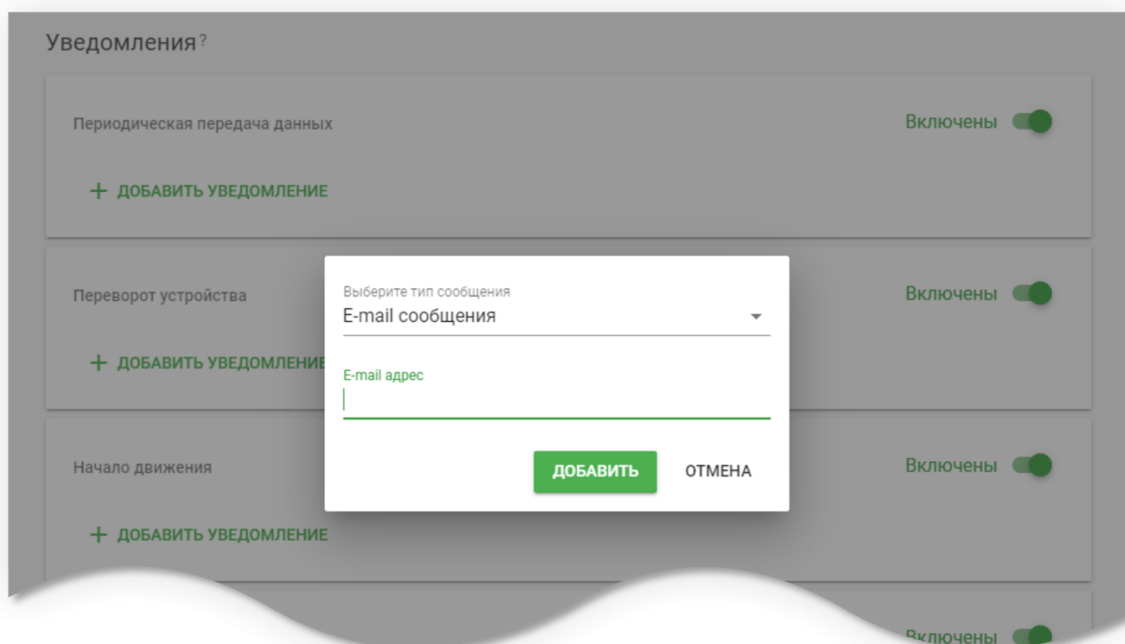 Уведомления ?
Периодическая передача данных
Включены
+ ДОБАВИТЬ УВЕДОМЛЕНИЕ
Переворот устройства
Включены
+ ДОБАВИТЬ УВЕДОМЛЕНИЕ
Выберите тип сообщения
E-mail сообщения
E-mail адрес
ДОБАВИТЬ
ОТМЕНА
Начало движения
Включены
+ ДОБАВИТЬ УВЕДОМЛЕНИЕ
Включены